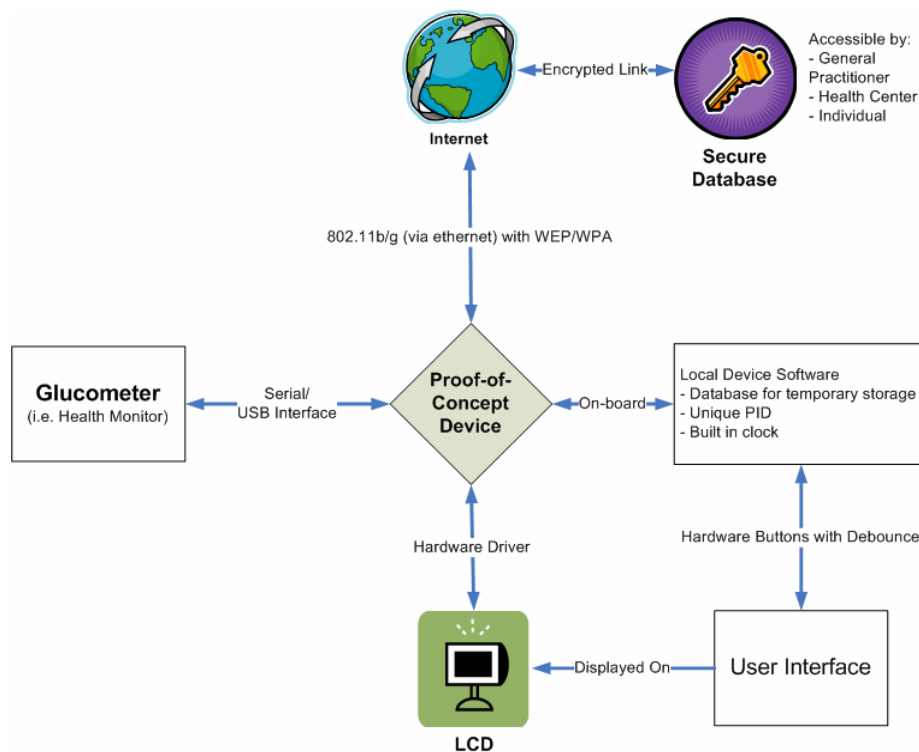 Internet
Encrypted Link
Secure
Database
Accessible by:
- General
Practitioner
- Health Center
- Individual
802.11b/g (via ethernet) with WEP/WPA
Glucometer
(i.e. Health Monitor)
Serial/
USB Interface
Proof-of-
Concept
Device
On-board
Local Device Software
- Database for temporary storage
- Unique PID
- Built in clock
Hardware Driver
Hardware Buttons with Debounce
LCD
Displayed On
User Interface